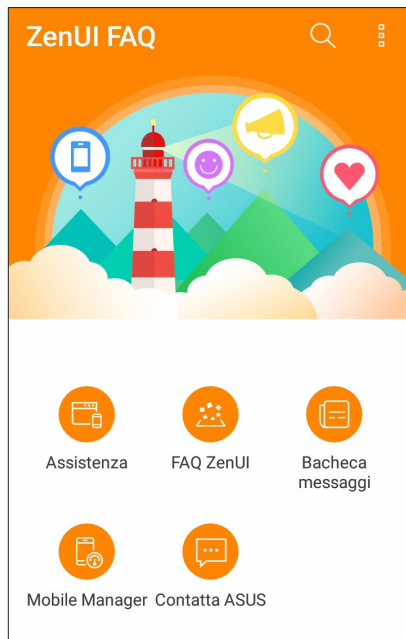 ZenUI FAQ
Assistenza
FAQ ZenUI
Bacheca
messaggi
Mobile Manager
Contatta ASUS